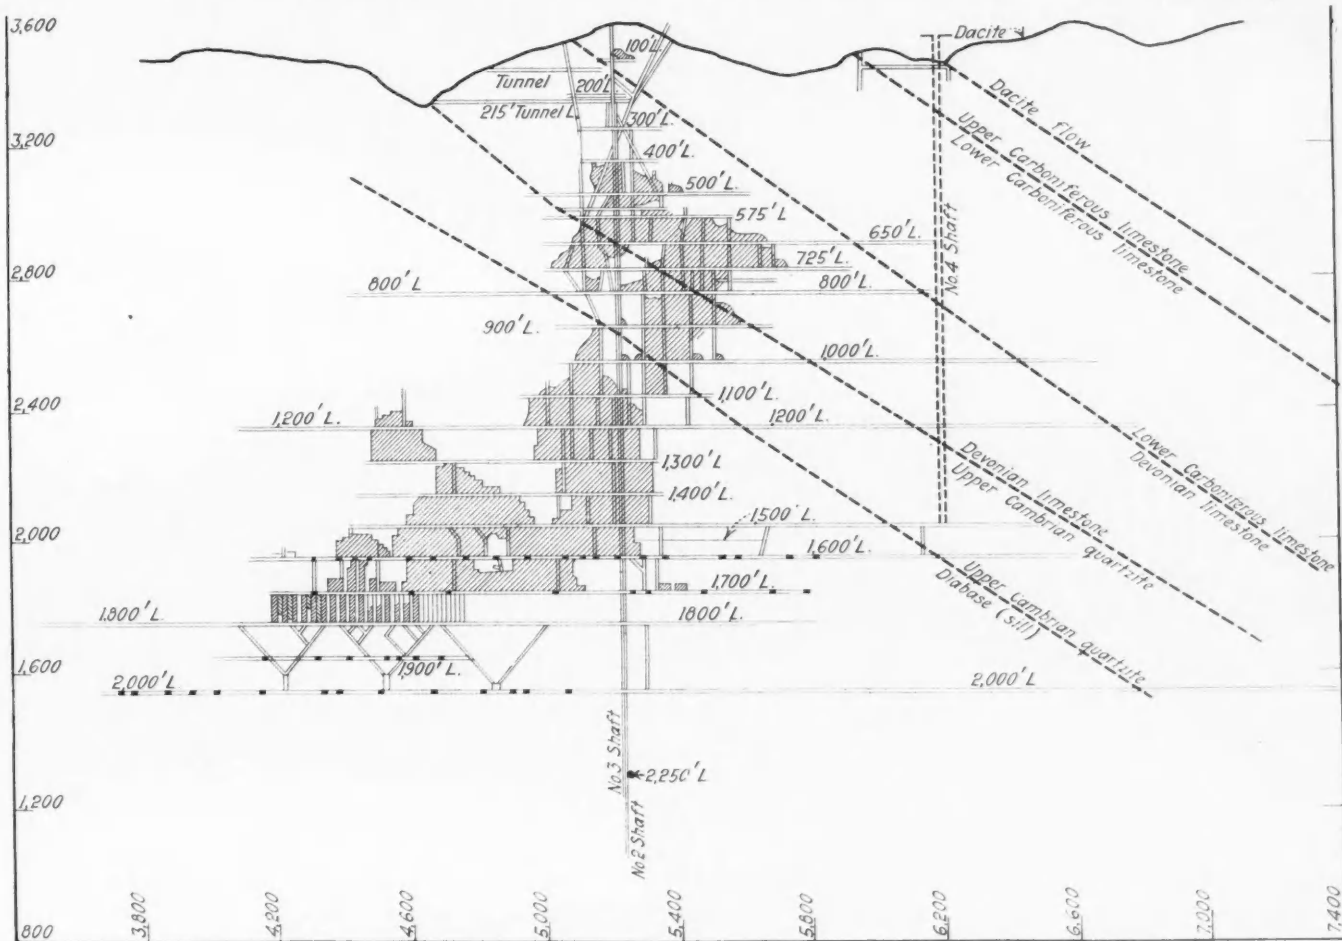 3,600
3,200
2,800
2,400
2,000
1,600
1,200
800
3,800
4,200
4,600
5,000
5,400
5,800
6,200
6,600
7,000
7,400
100'L
Tunnel
200'L
215' Tunnel L.
300'L.
400'L.
500'L.
575'L
650'L.
725'L.
800'L
800'L.
900'L.
1,000'L.
1,100'L.
1,200'L.
1,200'L.
1,300'L
1,400'L.
1,500'L.
1,600'L.
1,700'L.
1,800'L
1800'L.
1,900'L.
2,000'L
2,000'L
2,250'L
No.3 Shaft
No.2 Shaft
No.4 Shaft
Dacite
Dacite flow
Upper Carboniferous limestone
Lower Carboniferous limestone
Lower Carboniferous limestone
Devonian limestone
Devonian limestone
Upper Cambrian quartzite
Upper Cambrian quartzite
Diabase (sill)